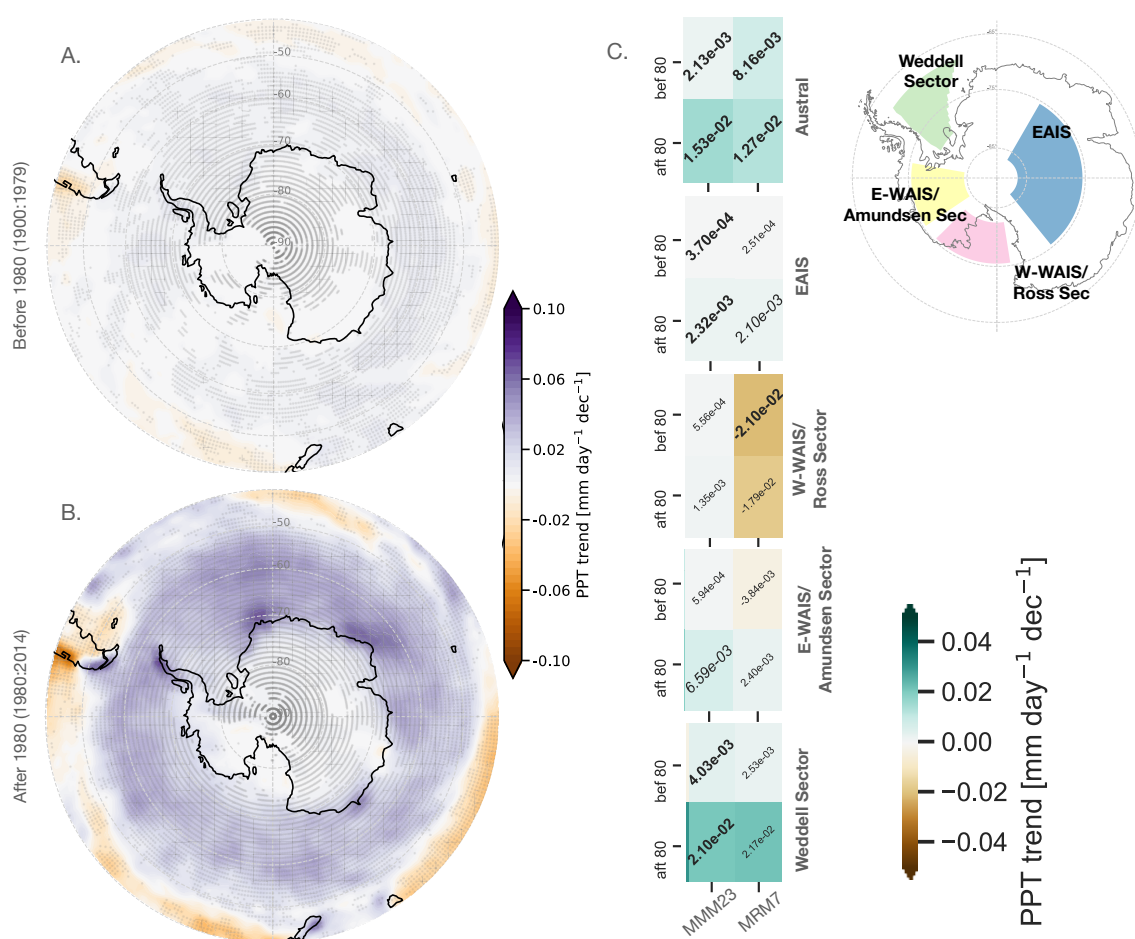 A.
Before 1980 (1900:1979)
-50
-60
-70
-80
-90
B.
After 1980 (1980:2014)
-50
-60
-70
-80
0.10
0.06
0.02
-0.02
-0.06
-0.10
PPT trend [mm day−1 dec−1]
C.
bef 80
2.13e-03
8.16e-03
aft 80
1.53e-02
1.27e-02
Austral
bef 80
3.70e-04
2.51e-04
aft 80
2.32e-03
2.10e-03
EAIS
bef 80
5.56e-04
-2.10e-02
aft 80
1.35e-03
-1.79e-02
W-WAIS/
Ross Sector
bef 80
5.94e-04
-3.84e-03
aft 80
6.59e-03
2.40e-03
E-WAIS/
Amundsen Sector
bef 80
4.03e-03
2.53e-03
aft 80
2.10e-02
2.17e-02
Weddell Sector
MMM23
MRM7
Weddell
Sector
EAIS
E-WAIS/
Amundsen Sec
W-WAIS/
Ross Sec
0.04
0.02
0.00
−0.02
−0.04
PPT trend [mm day−1 dec−1]